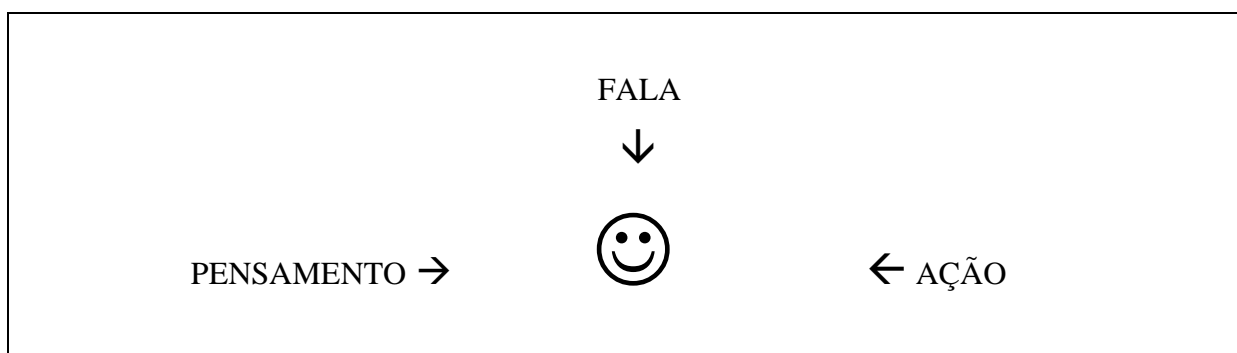 FALA
PENSAMENTO → ← AÇÃO